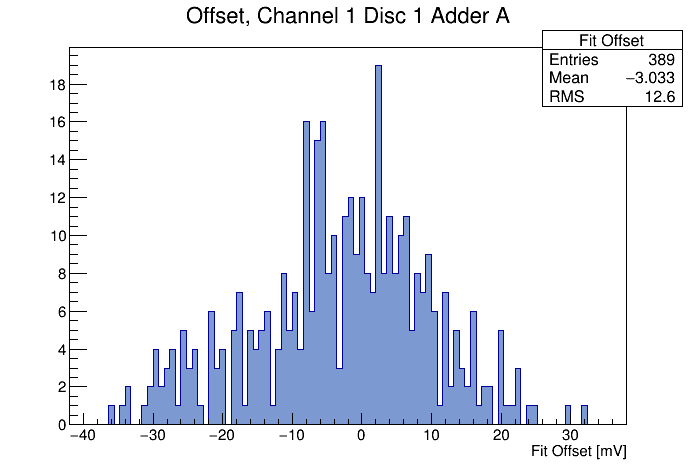 Offset, Channel 1 Disc 1 Adder A
Fit Offset
Entries 389
Mean −3.033
RMS 12.6
18
16
14
12
10
8
6
4
2
0
−40 −30 −20 −10 0 10 20 30
Fit Offset [mV]